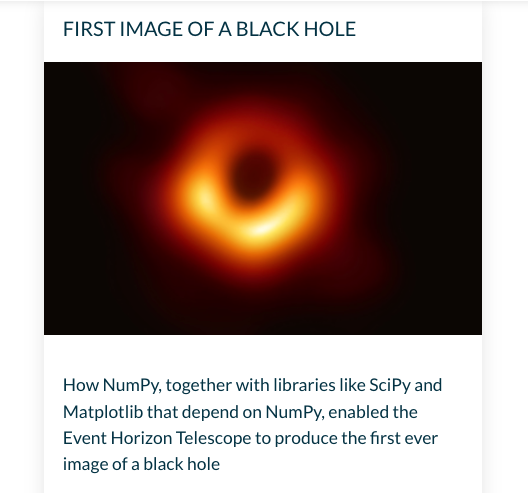 FIRST IMAGE OF A BLACK HOLE
How NumPy, together with libraries like SciPy and
Matplotlib that depend on NumPy, enabled the
Event Horizon Telescope to produce the first ever
image of a black hole